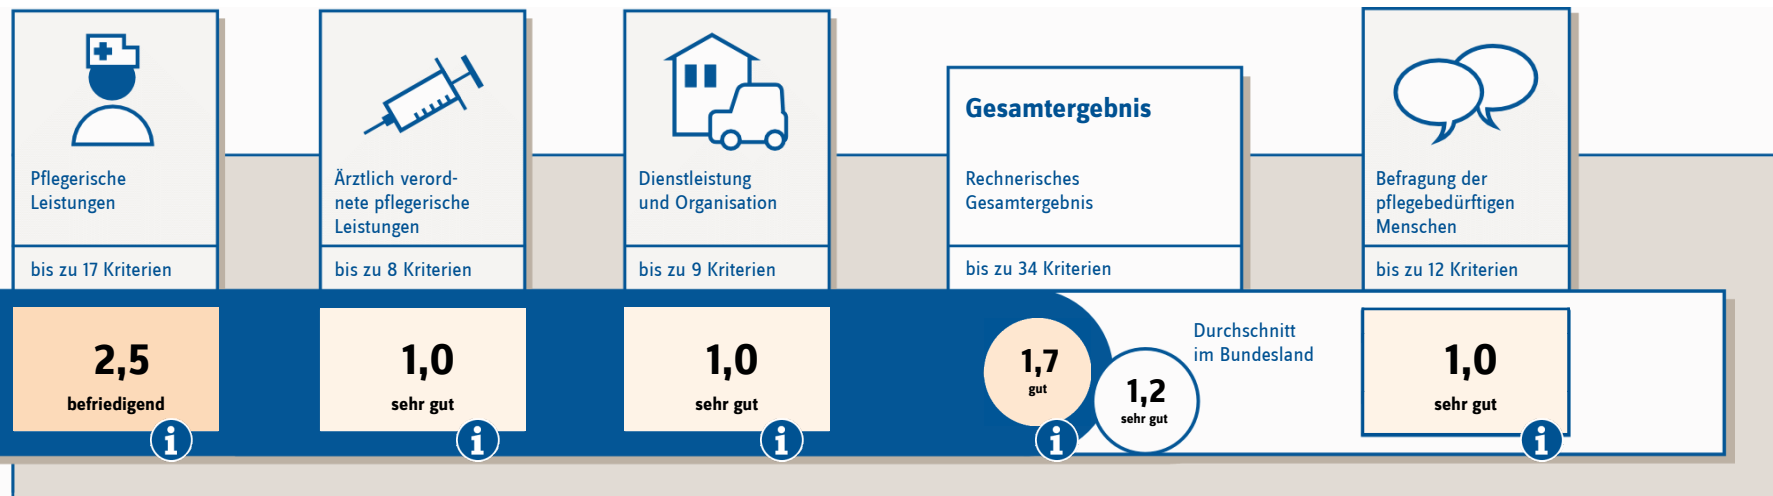 Pflegerische
Leistungen
bis zu 17 Kriterien
2,5
befriedigend
i
Ärztlich verord-
nete pflegerische
Leistungen
bis zu 8 Kriterien
1,0
sehr gut
i
Dienstleistung
und Organisation
bis zu 9 Kriterien
1,0
sehr gut
i
Gesamtergebnis
Rechnerisches
Gesamtergebnis
bis zu 34 Kriterien
1,7
gut
i
1,2
sehr gut
Durchschnitt
im Bundesland
Befragung der
pflegebedürftigen
Menschen
bis zu 12 Kriterien
1,0
sehr gut
i